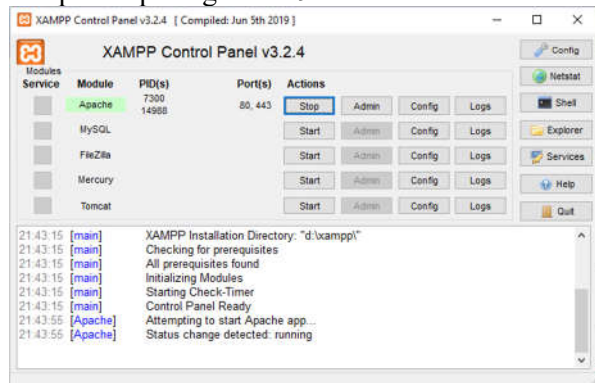 XAMPP Control Panel v3.2.4 [ Compiled: Jun 5th 2019 ]
XAMPP Control Panel v3.2.4
Config
Modules
Service Module PID(s) Port(s) Actions
Netstat
Apache 7300 14988 80, 443 Stop Admin Config Logs
Shell
MySQL Start Admin Config Logs
Explorer
FileZilla Start Admin Config Logs
Services
Mercury Start Admin Config Logs
Help
Tomcat Start Admin Config Logs
Quit
21:43:15 [main] XAMPP Installation Directory: "d:\xampp\"
21:43:15 [main] Checking for prerequisites
21:43:15 [main] All prerequisites found
21:43:15 [main] Initializing Modules
21:43:15 [main] Starting Check-Timer
21:43:15 [main] Control Panel Ready
21:43:55 [Apache] Attempting to start Apache app...
21:43:55 [Apache] Status change detected: running